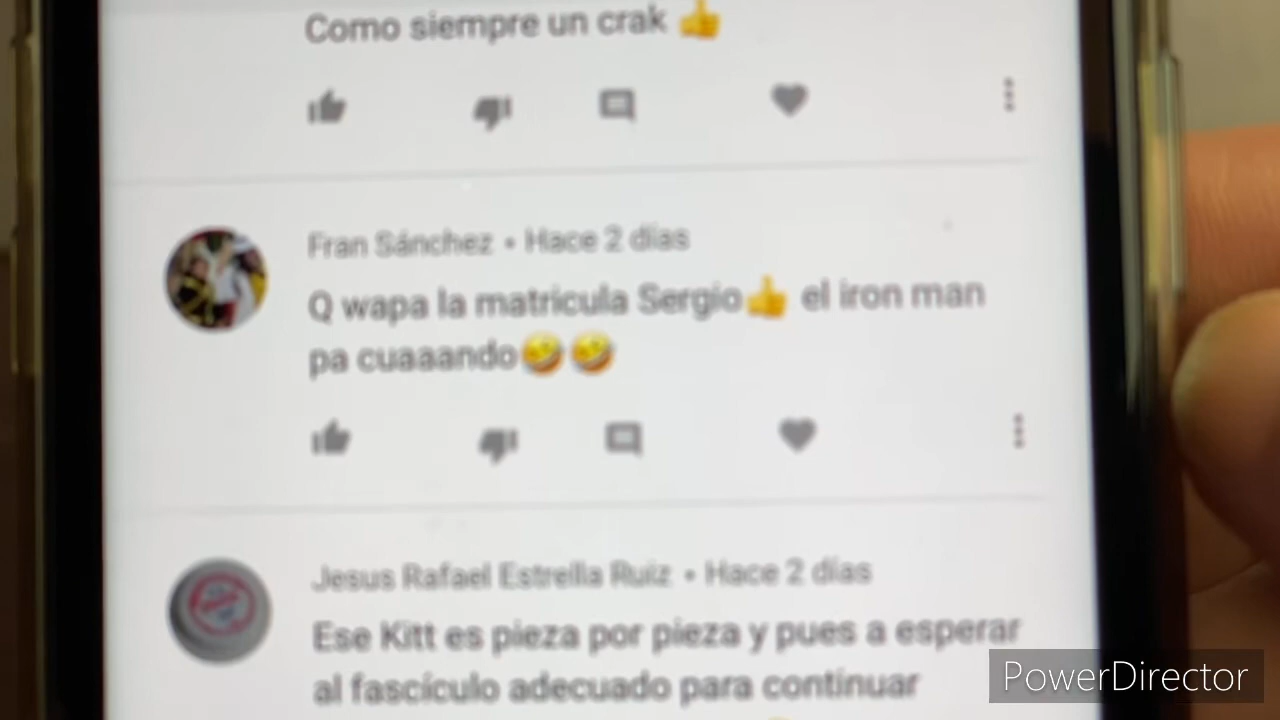 Como siempre un crak 👍
Fran Sánchez • Hace 2 días
Q wapa la matricula Sergio👍 el iron man
pa cuaaando🤣🤣
Jesus Rafael Estrella Ruiz • Hace 2 días
Ese Kitt es pieza por pieza y pues a esperar
al fascículo adecuado para continuar
PowerDirector